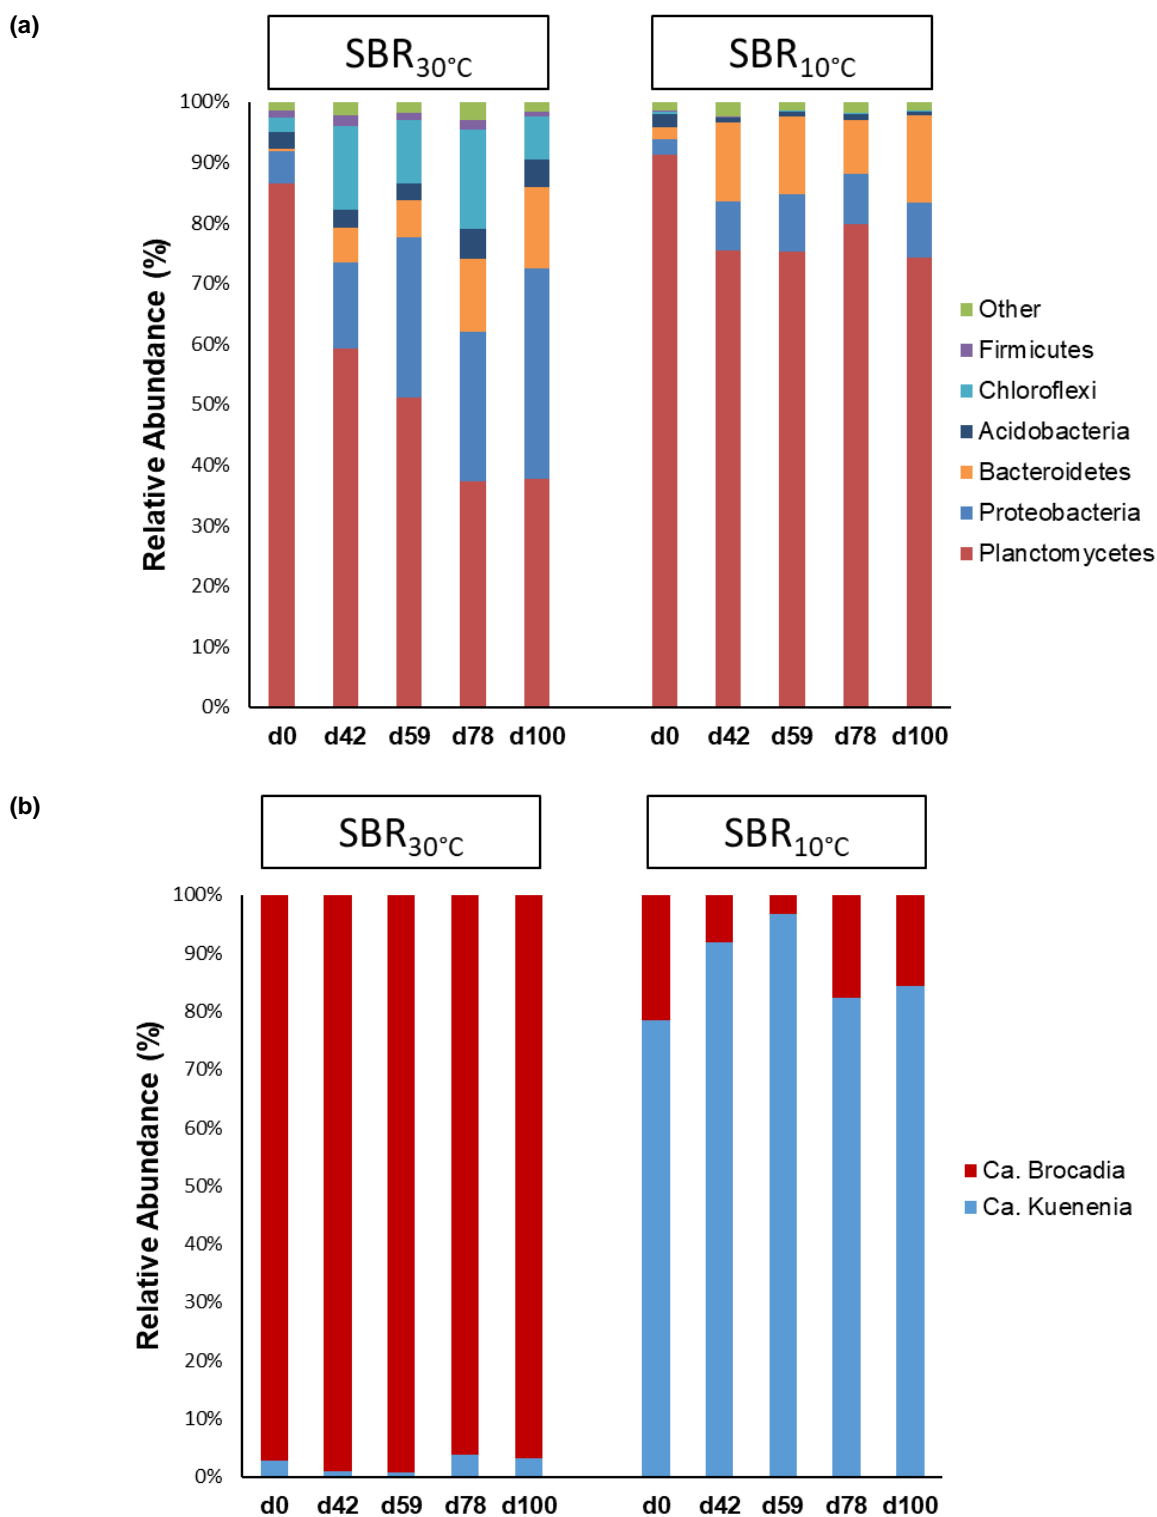 (a)
SBR30°C SBR10°C
100%
90%
80%
70%
60%
50%
40%
30%
20%
10%
0%
Relative Abundance (%)
d0 d42 d59 d78 d100 d0 d42 d59 d78 d100
Other
Firmicutes
Chloroflexi
Acidobacteria
Bacteroidetes
Proteobacteria
Planctomycetes
(b)
SBR30°C SBR10°C
100%
90%
80%
70%
60%
50%
40%
30%
20%
10%
0%
Relative Abundance (%)
d0 d42 d59 d78 d100 d0 d42 d59 d78 d100
Ca. Brocadia
Ca. Kuenenia